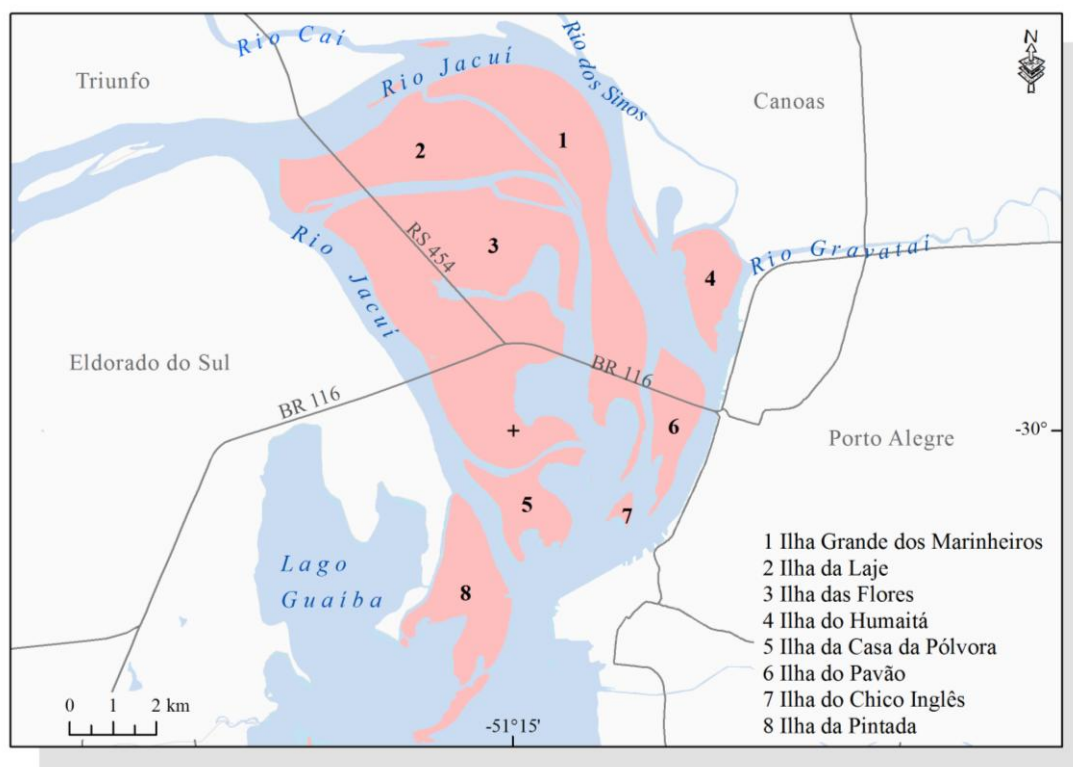 Rio Caí
Rio Jacuí
Rio dos Sinos
N
Triunfo
Canoas
1
2
RS 454
3
Rio Jacui
4
Rio Gravatai
Eldorado do Sul
BR 116
BR 116
6
Porto Alegre
-30°
5
7
Lago
Guaíba
8
1 Ilha Grande dos Marinheiros
2 Ilha da Laje
3 Ilha das Flores
4 Ilha do Humaitá
5 Ilha da Casa da Pólvora
6 Ilha do Pavão
7 Ilha do Chico Inglês
8 Ilha da Pintada
0 1 2 km
-51°15'